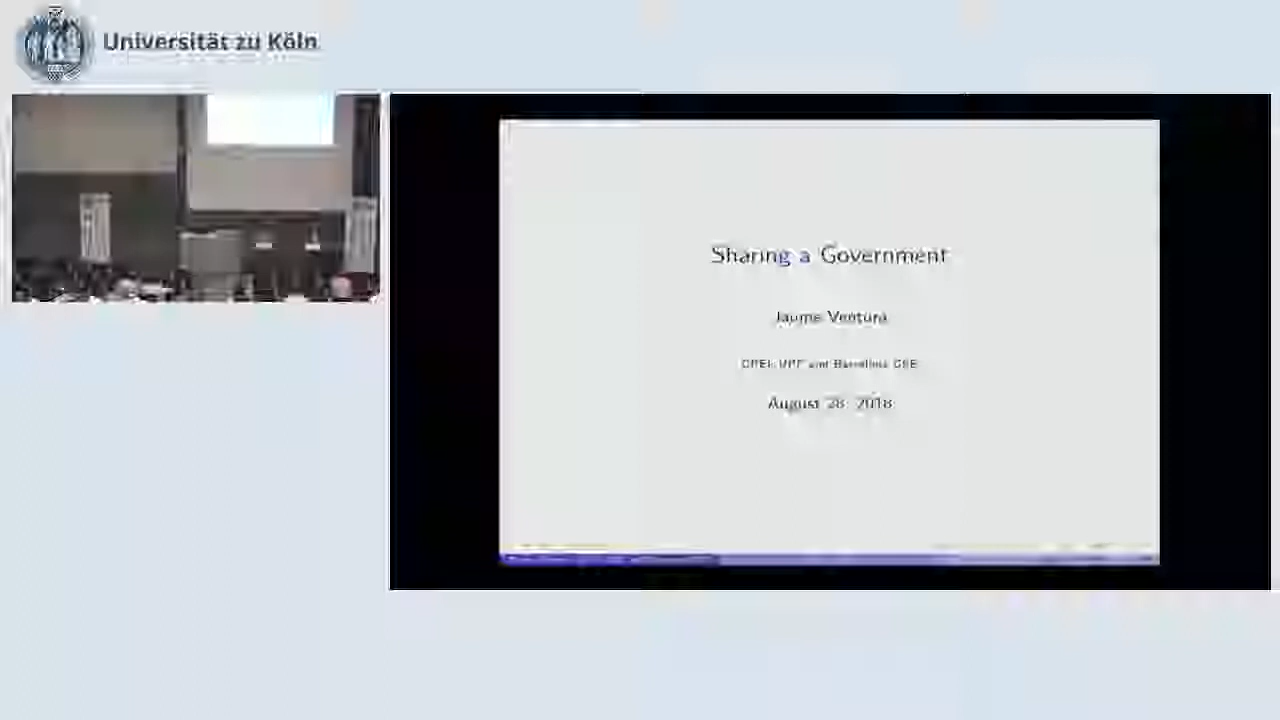 Universität zu Köln
Sharing a Government
Jaume Ventura
CREI, UPF and Barcelona GSE
August 28, 2018